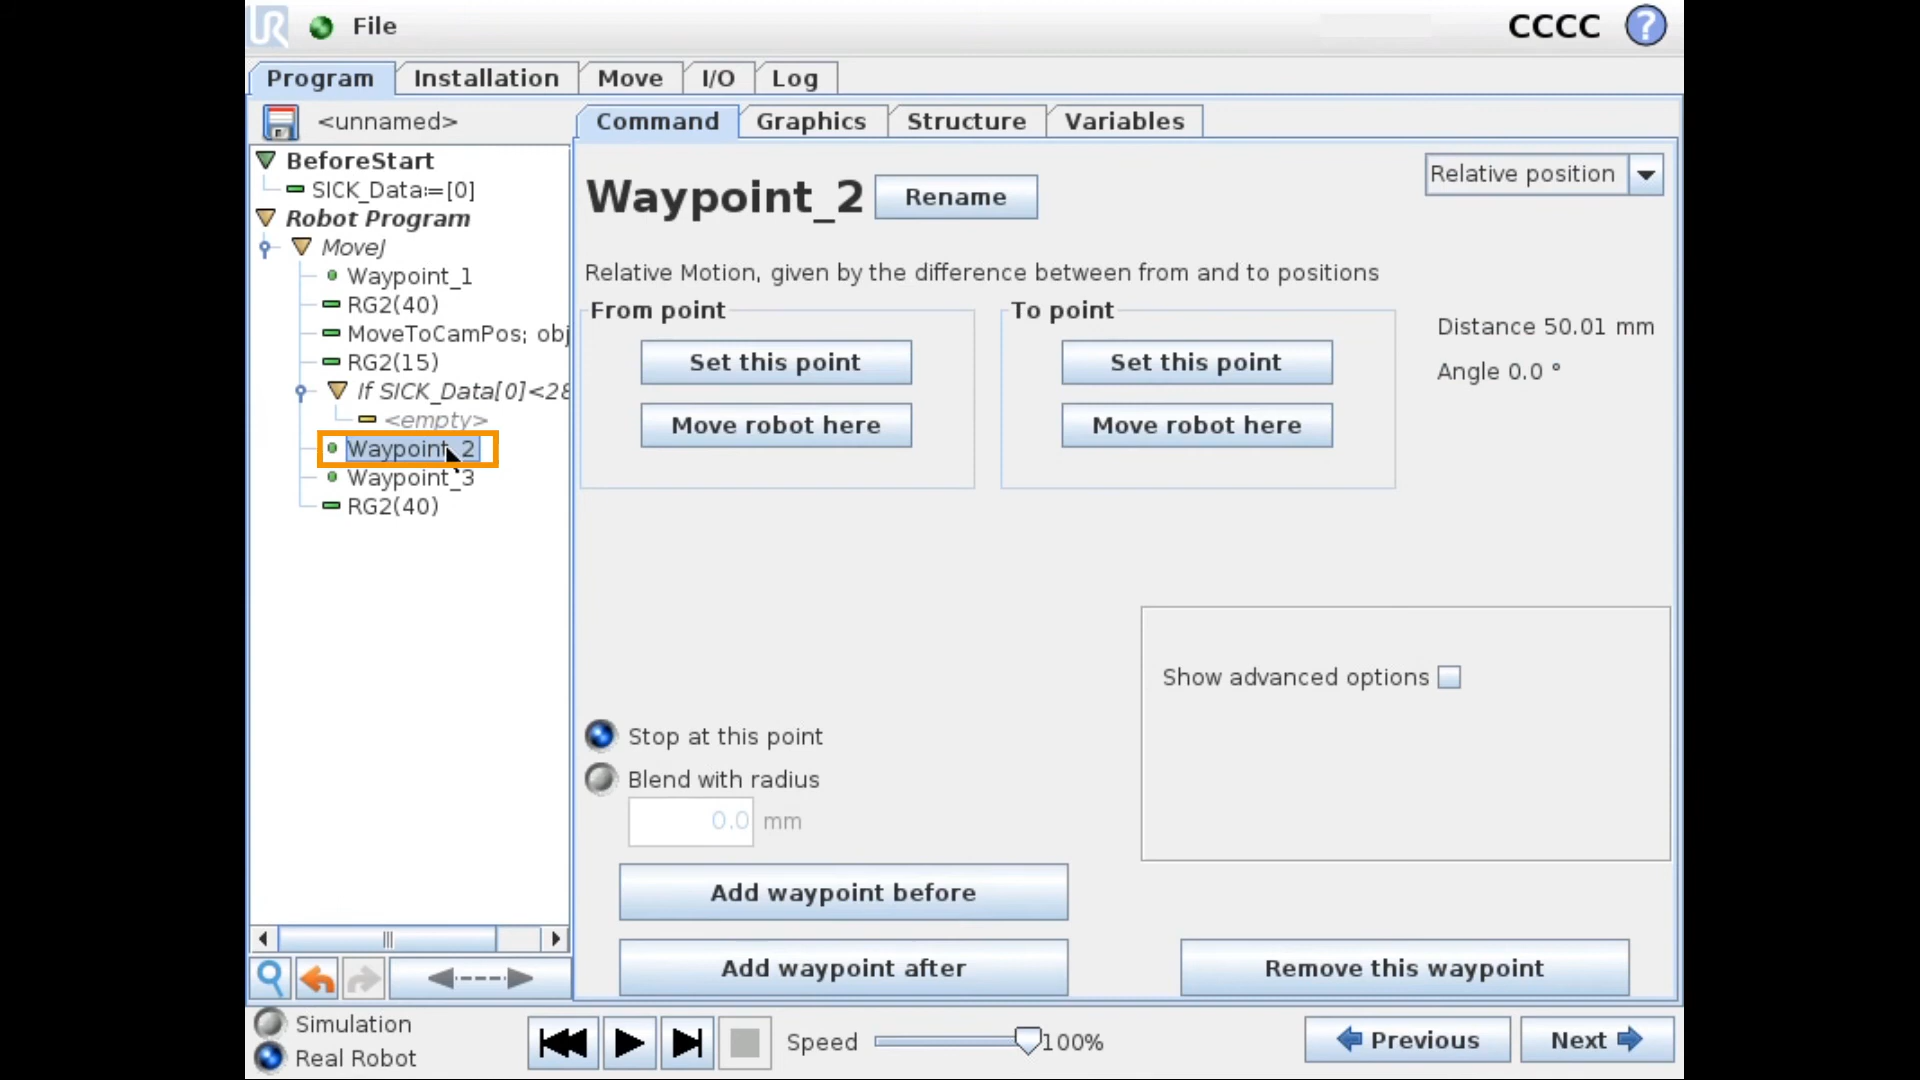 UR File CCCC ?
Program Installation Move I/O Log
<unnamed> Command Graphics Structure Variables
BeforeStart
SICK_Data:=[0]
Robot Program
MoveJ
Waypoint_1
RG2(40)
MoveToCamPos; obj
RG2(15)
If SICK_Data[0]<28
<empty>
Waypoint_2
Waypoint_3
RG2(40)
Waypoint_2 Rename Relative position
Relative Motion, given by the difference between from and to positions
From point To point
Set this point Set this point Distance 50.01 mm
Move robot here Move robot here Angle 0.0 °
Show advanced options
Stop at this point
Blend with radius
0.0 mm
Add waypoint before
Add waypoint after Remove this waypoint
Simulation
Real Robot
Speed 100% Previous Next